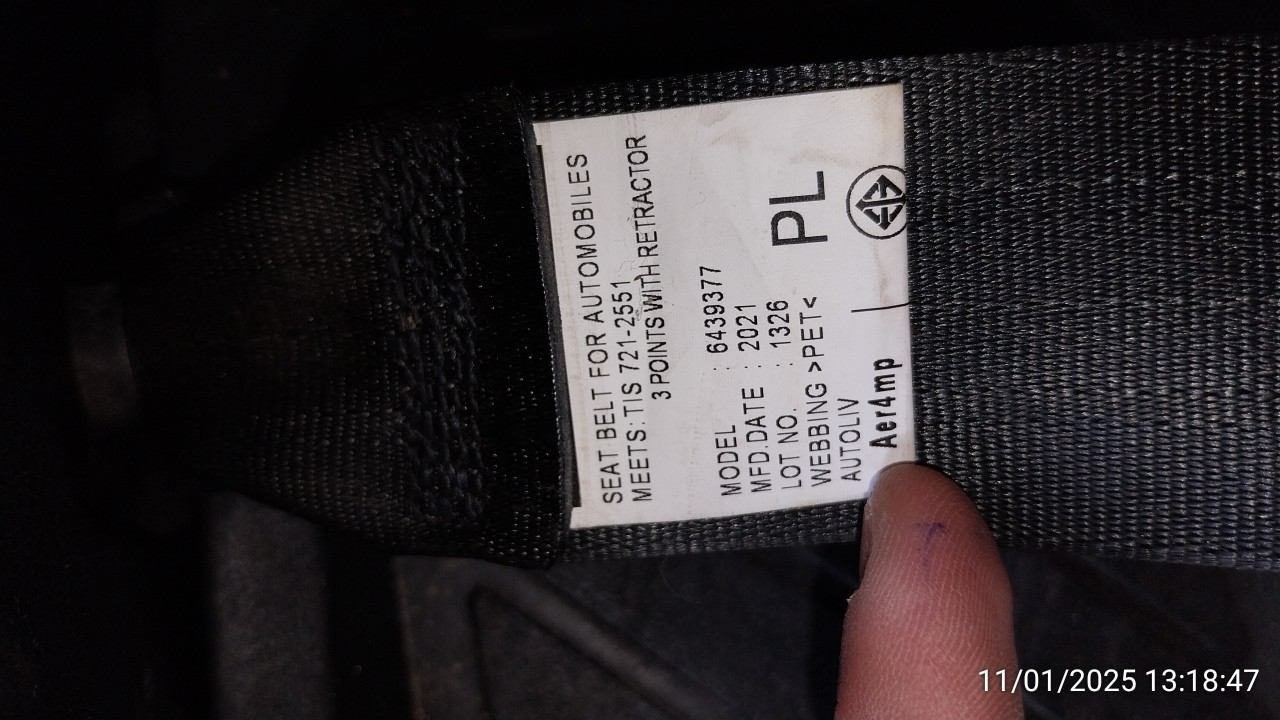 SEAT BELT FOR AUTOMOBILES
MEETS: TIS 721-2551
3 POINTS WITH RETRACTOR
MODEL : 6439377
MFD.DATE : 2021
LOT NO. : 1326
WEBBING >PET<
PL
AUTOLIV
Aer4mp
11/01/2025 13:18:47